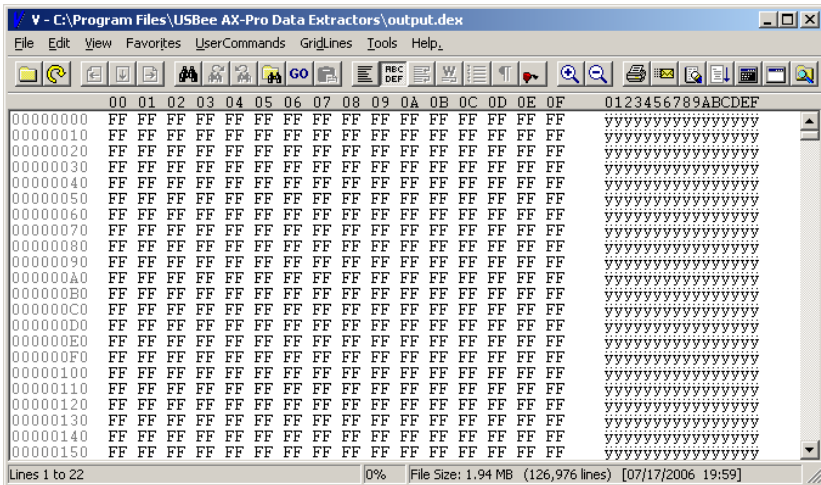 V - C:\Program Files\USBee AX-Pro Data Extractors\output.dex
File Edit View Favorites UserCommands GridLines Tools Help.
GO ABC DEF
00 01 02 03 04 05 06 07 08 09 0A 0B 0C 0D 0E 0F 0123456789ABCDEF
00000000 FF FF FF FF FF FF FF FF FF FF FF FF FF FF FF FF ÿÿÿÿÿÿÿÿÿÿÿÿÿÿÿÿ
00000010 FF FF FF FF FF FF FF FF FF FF FF FF FF FF FF FF ÿÿÿÿÿÿÿÿÿÿÿÿÿÿÿÿ
00000020 FF FF FF FF FF FF FF FF FF FF FF FF FF FF FF FF ÿÿÿÿÿÿÿÿÿÿÿÿÿÿÿÿ
00000030 FF FF FF FF FF FF FF FF FF FF FF FF FF FF FF FF ÿÿÿÿÿÿÿÿÿÿÿÿÿÿÿÿ
00000040 FF FF FF FF FF FF FF FF FF FF FF FF FF FF FF FF ÿÿÿÿÿÿÿÿÿÿÿÿÿÿÿÿ
00000050 FF FF FF FF FF FF FF FF FF FF FF FF FF FF FF FF ÿÿÿÿÿÿÿÿÿÿÿÿÿÿÿÿ
00000060 FF FF FF FF FF FF FF FF FF FF FF FF FF FF FF FF ÿÿÿÿÿÿÿÿÿÿÿÿÿÿÿÿ
00000070 FF FF FF FF FF FF FF FF FF FF FF FF FF FF FF FF ÿÿÿÿÿÿÿÿÿÿÿÿÿÿÿÿ
00000080 FF FF FF FF FF FF FF FF FF FF FF FF FF FF FF FF ÿÿÿÿÿÿÿÿÿÿÿÿÿÿÿÿ
00000090 FF FF FF FF FF FF FF FF FF FF FF FF FF FF FF FF ÿÿÿÿÿÿÿÿÿÿÿÿÿÿÿÿ
000000A0 FF FF FF FF FF FF FF FF FF FF FF FF FF FF FF FF ÿÿÿÿÿÿÿÿÿÿÿÿÿÿÿÿ
000000B0 FF FF FF FF FF FF FF FF FF FF FF FF FF FF FF FF ÿÿÿÿÿÿÿÿÿÿÿÿÿÿÿÿ
000000C0 FF FF FF FF FF FF FF FF FF FF FF FF FF FF FF FF ÿÿÿÿÿÿÿÿÿÿÿÿÿÿÿÿ
000000D0 FF FF FF FF FF FF FF FF FF FF FF FF FF FF FF FF ÿÿÿÿÿÿÿÿÿÿÿÿÿÿÿÿ
000000E0 FF FF FF FF FF FF FF FF FF FF FF FF FF FF FF FF ÿÿÿÿÿÿÿÿÿÿÿÿÿÿÿÿ
000000F0 FF FF FF FF FF FF FF FF FF FF FF FF FF FF FF FF ÿÿÿÿÿÿÿÿÿÿÿÿÿÿÿÿ
00000100 FF FF FF FF FF FF FF FF FF FF FF FF FF FF FF FF ÿÿÿÿÿÿÿÿÿÿÿÿÿÿÿÿ
00000110 FF FF FF FF FF FF FF FF FF FF FF FF FF FF FF FF ÿÿÿÿÿÿÿÿÿÿÿÿÿÿÿÿ
00000120 FF FF FF FF FF FF FF FF FF FF FF FF FF FF FF FF ÿÿÿÿÿÿÿÿÿÿÿÿÿÿÿÿ
00000130 FF FF FF FF FF FF FF FF FF FF FF FF FF FF FF FF ÿÿÿÿÿÿÿÿÿÿÿÿÿÿÿÿ
00000140 FF FF FF FF FF FF FF FF FF FF FF FF FF FF FF FF ÿÿÿÿÿÿÿÿÿÿÿÿÿÿÿÿ
00000150 FF FF FF FF FF FF FF FF FF FF FF FF FF FF FF FF ÿÿÿÿÿÿÿÿÿÿÿÿÿÿÿÿ
Lines 1 to 22 0% File Size: 1.94 MB (126,976 lines) [07/17/2006 19:59]